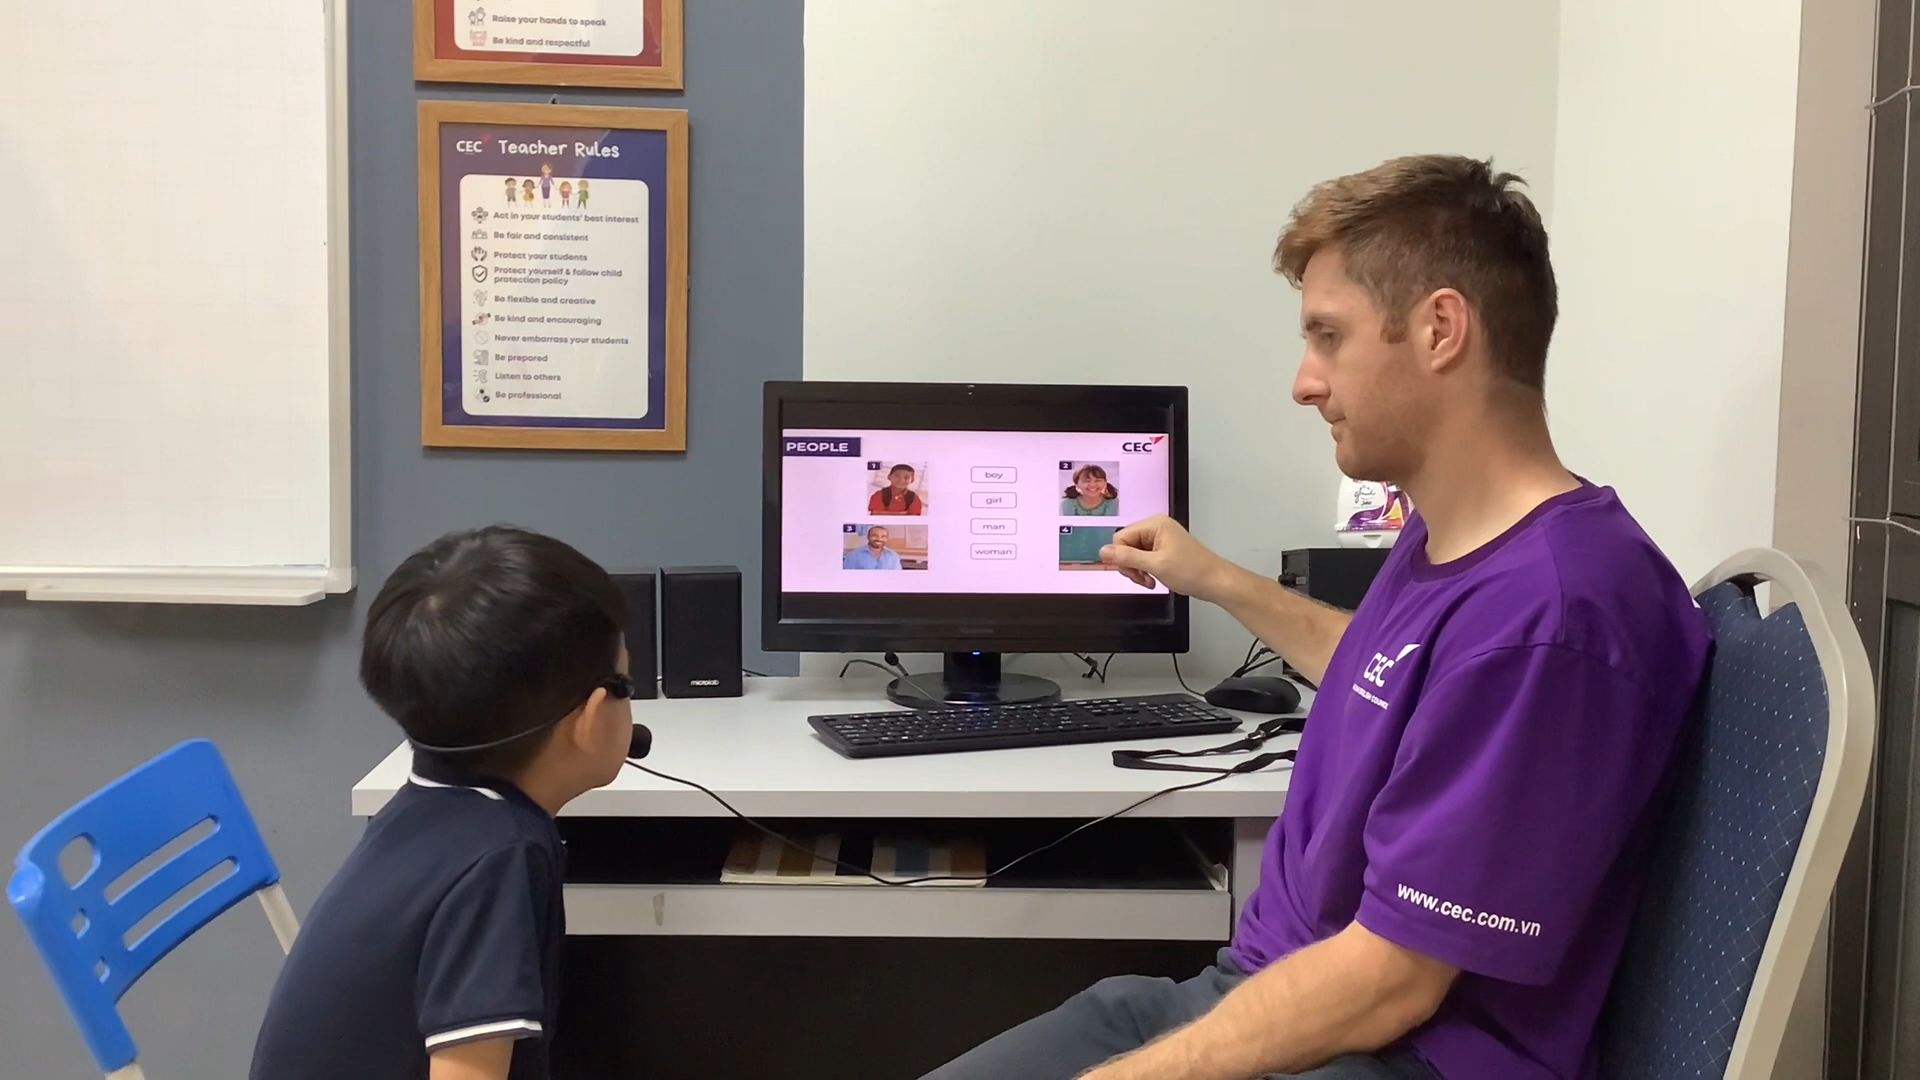 Raise your hands to speak
Be kind and respectful
CEC Teacher Rules
Act in your students' best interest
Be fair and consistent
Protect your students
Protect yourself & follow child
protection policy
Be flexible and creative
Be kind and encouraging
Never embarrass your students
Be prepared
Listen to others
Be professional
PEOPLE
CEC
1
2
boy
girl
3
4
man
woman
microlab
CEC
www.cec.com.vn